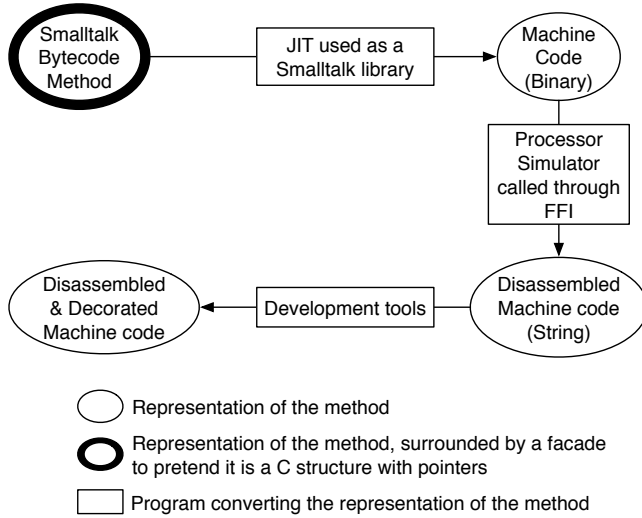 Smalltalk
Bytecode
Method
JIT used as a
Smalltalk library
Machine
Code
(Binary)
Processor
Simulator
called through
FFI
Disassembled
& Decorated
Machine code
Development tools
Disassembled
Machine code
(String)
Representation of the method
Representation of the method, surrounded by a facade
to pretend it is a C structure with pointers
Program converting the representation of the method